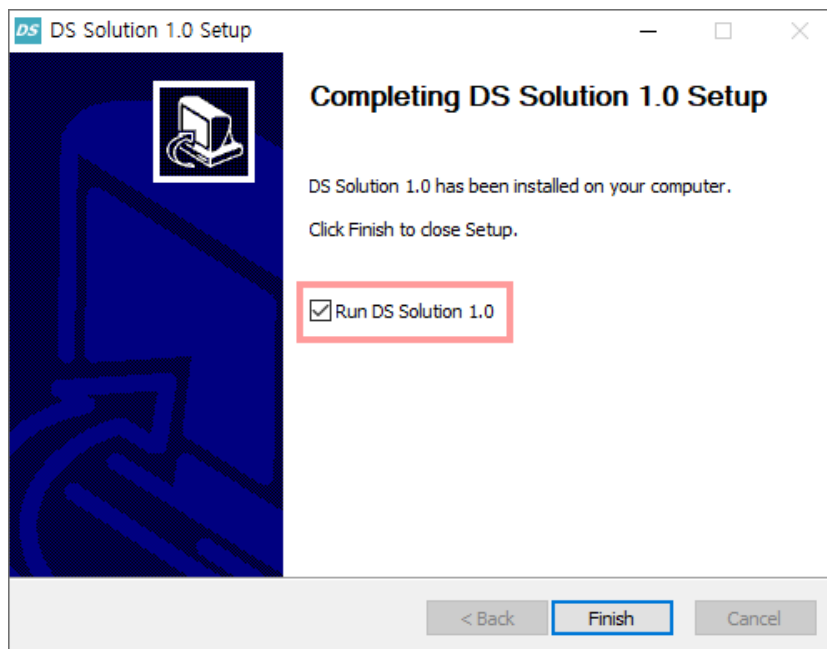 DS DS Solution 1.0 Setup
Completing DS Solution 1.0 Setup
DS Solution 1.0 has been installed on your computer.
Click Finish to close Setup.
Run DS Solution 1.0
< Back Finish Cancel